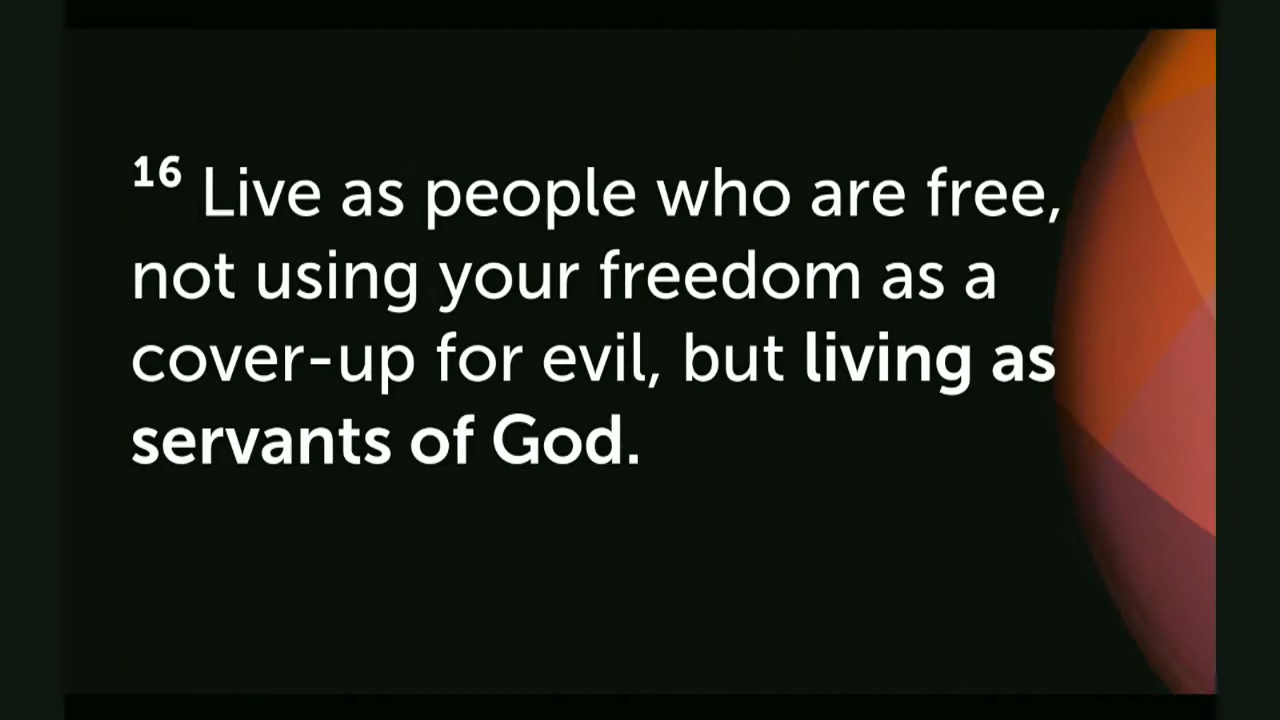 16 Live as people who are free,
not using your freedom as a
cover-up for evil, but living as
servants of God.